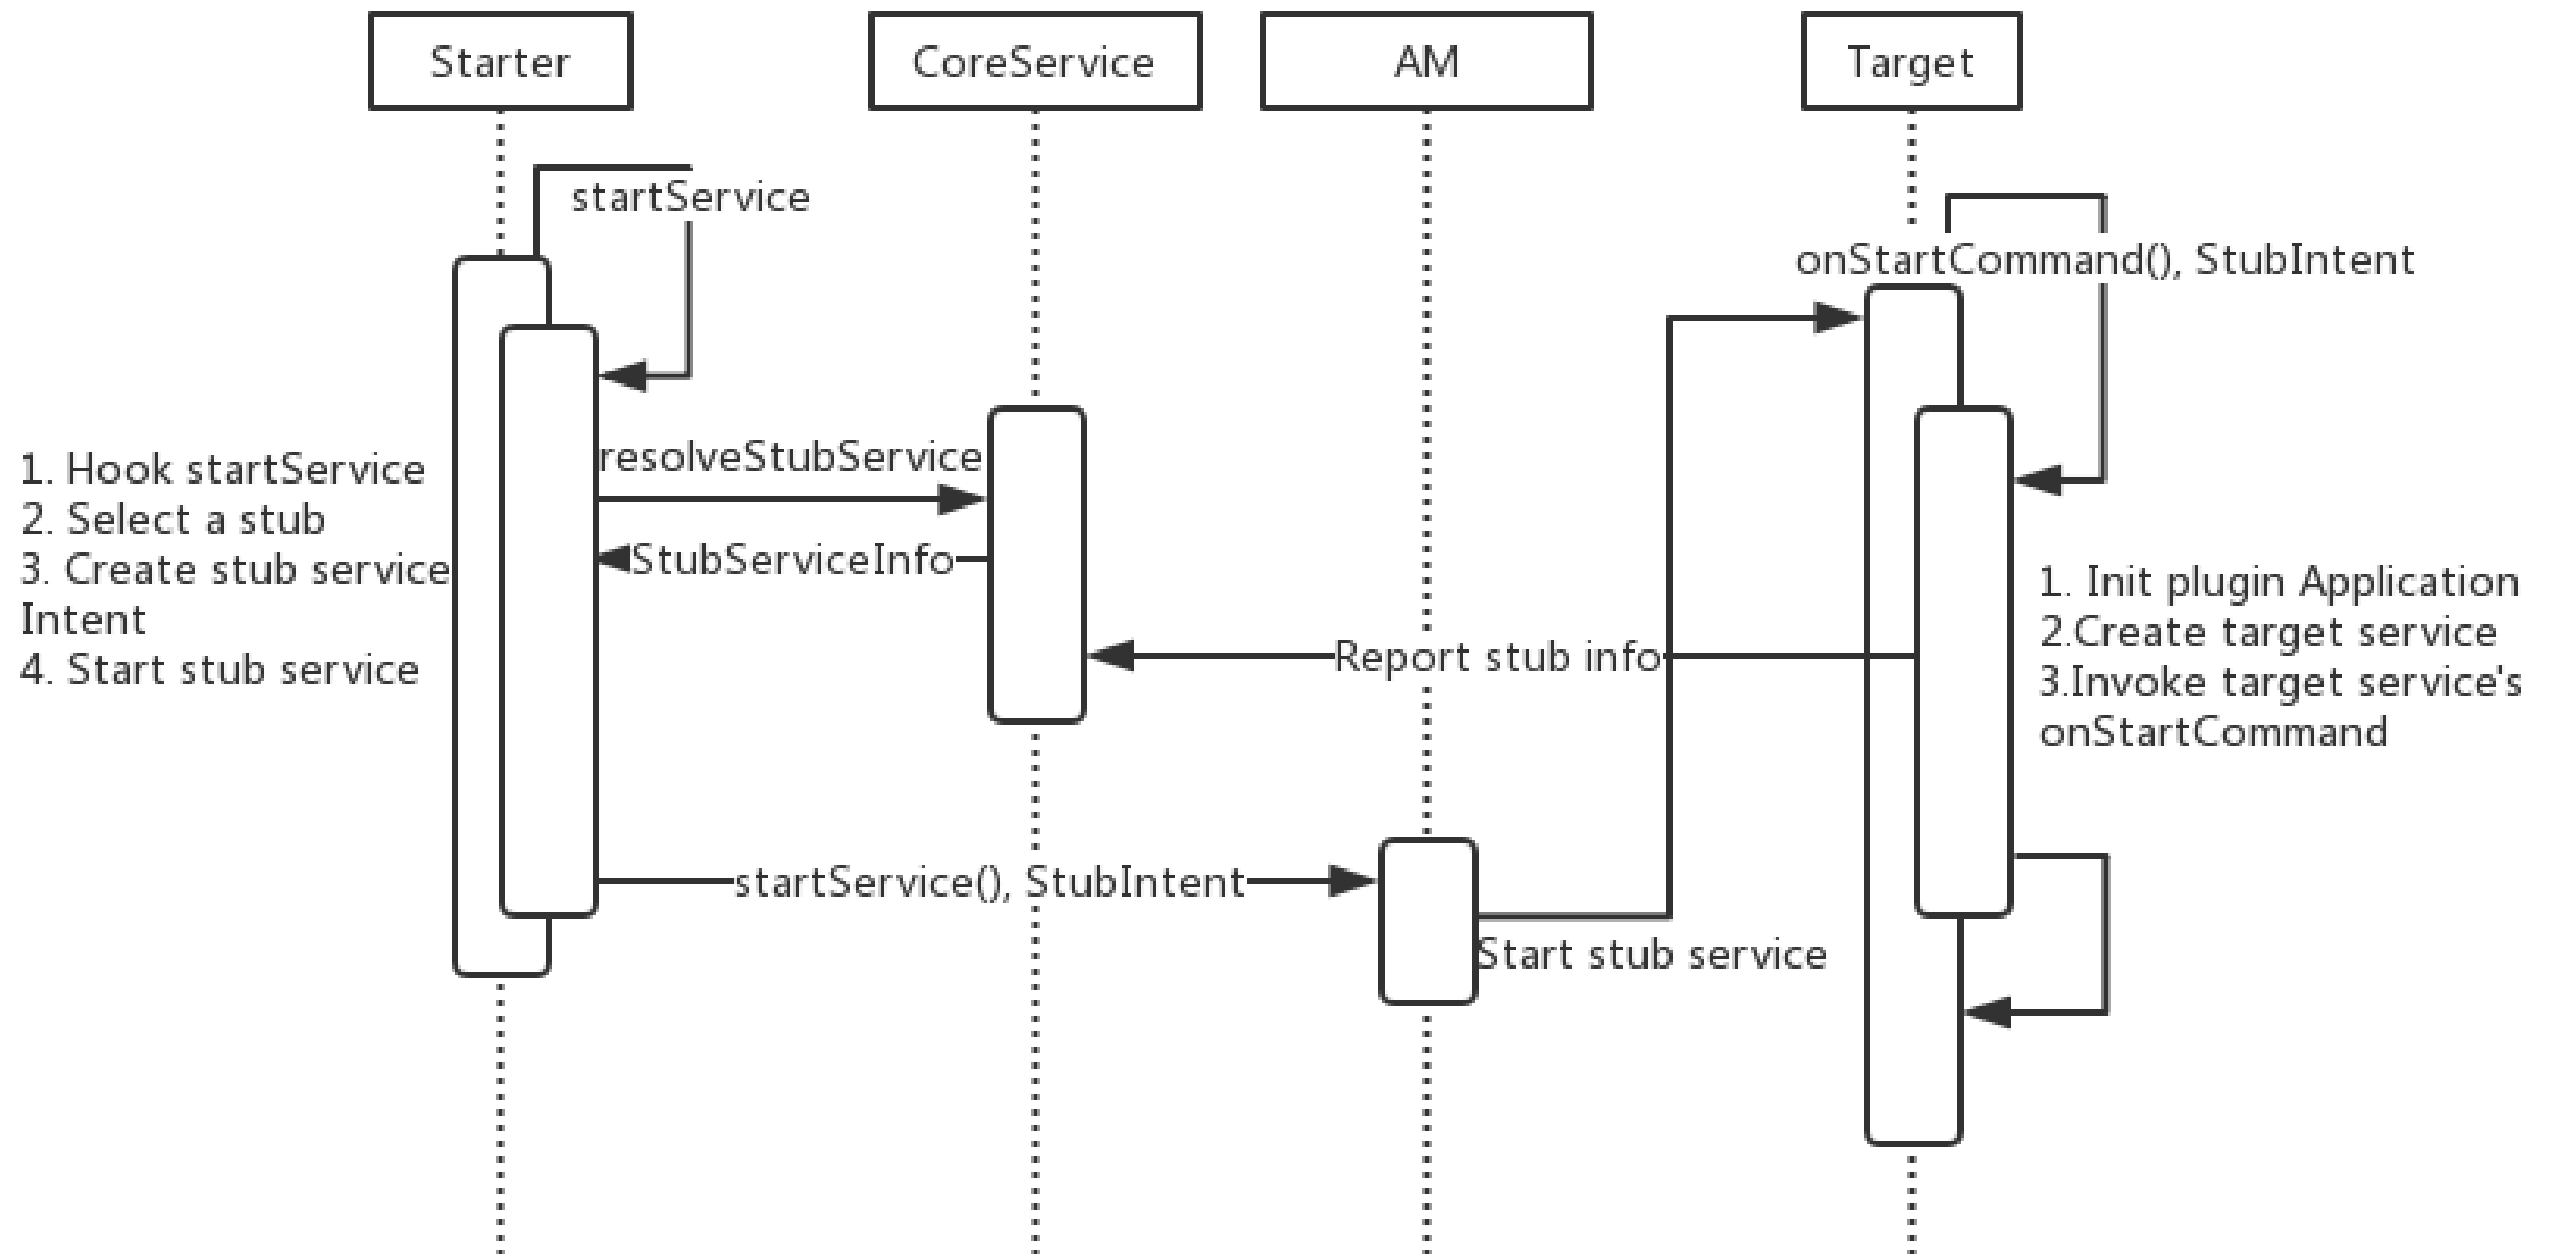 Starter
CoreService
AM
Target
startService
onStartCommand(), StubIntent
resolveStubService
1. Hook startService
2. Select a stub
3. Create stub service
Intent
4. Start stub service
StubServiceInfo
Report stub info
1. Init plugin Application
2.Create target service
3.Invoke target service's
onStartCommand
startService(), StubIntent
Start stub service